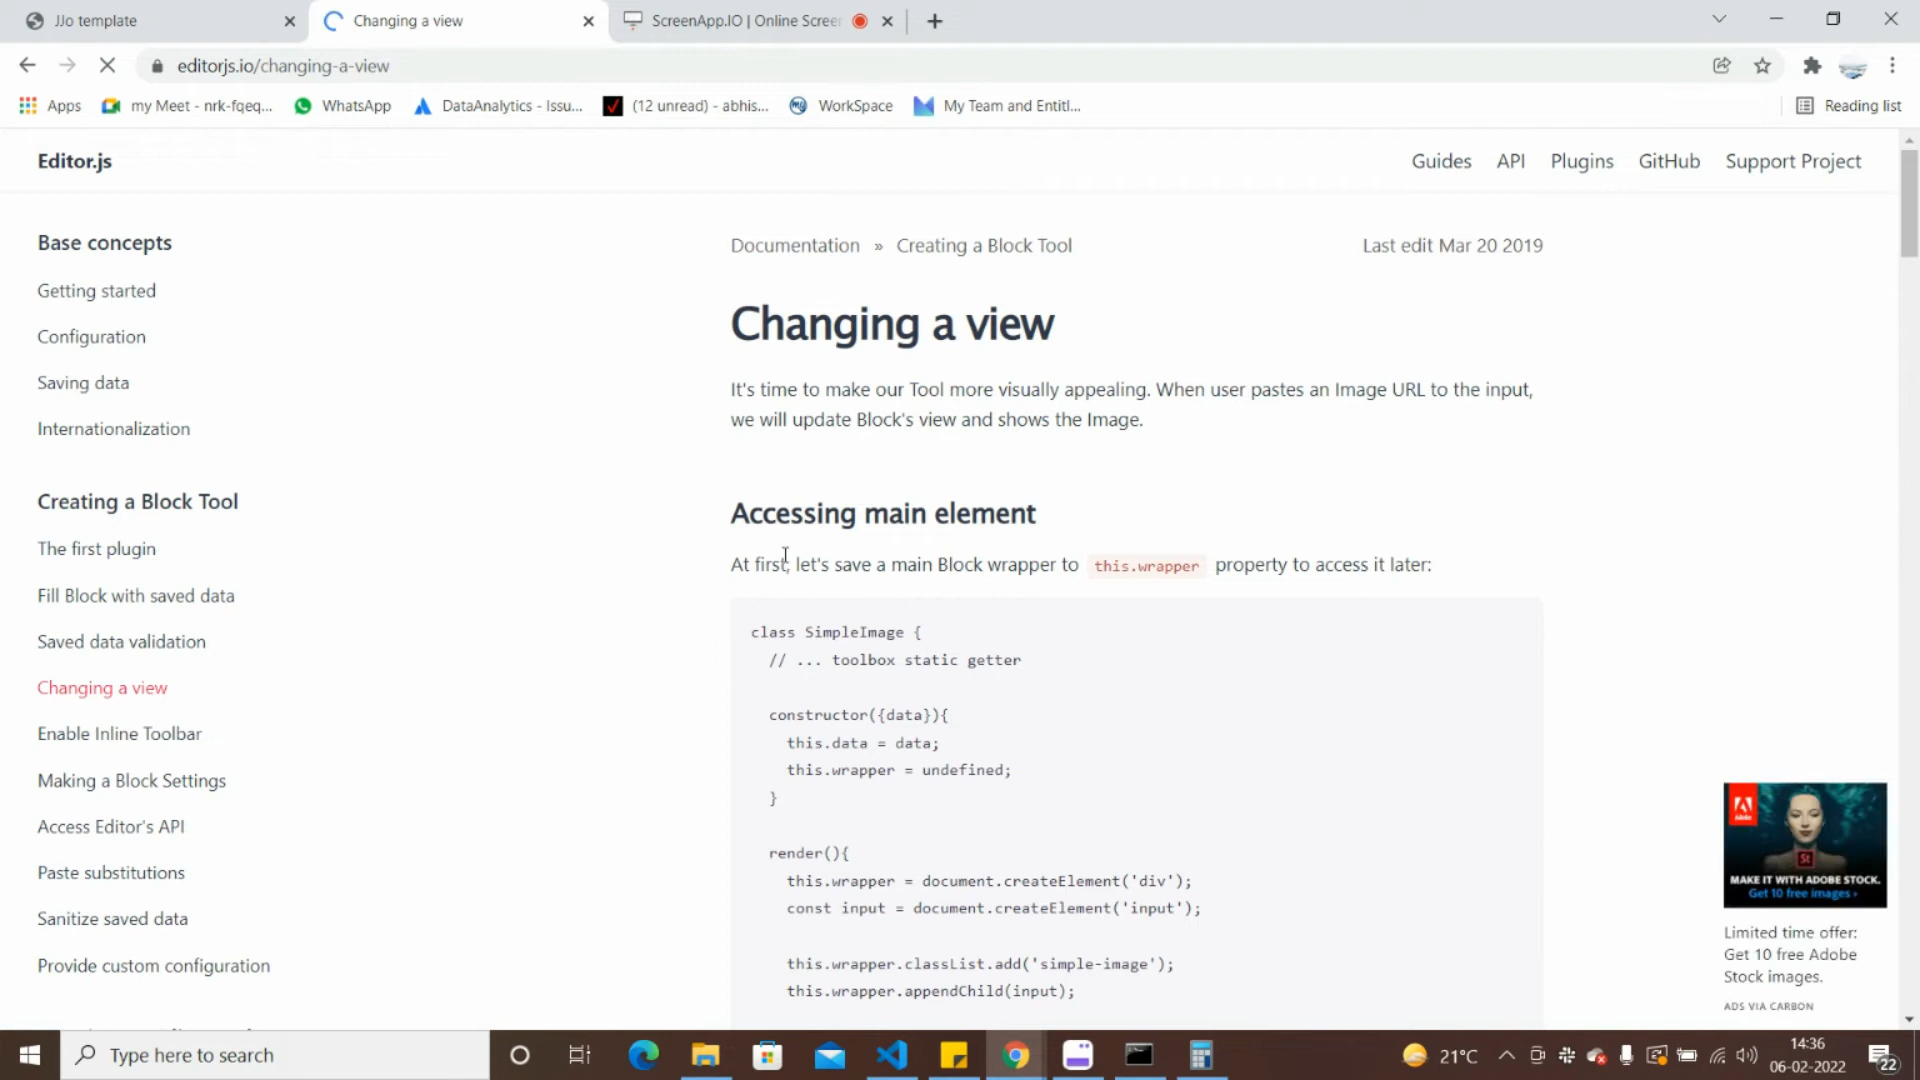 JJo template
Changing a view
ScreenApp.IO | Online Scree
editorjs.io/changing-a-view
Apps
my Meet - nrk-fqeq...
WhatsApp
DataAnalytics - Issu...
(12 unread) - abhis...
WorkSpace
My Team and Entitl...
Reading list
Editor.js
Guides
API
Plugins
GitHub
Support Project
Base concepts
Getting started
Configuration
Saving data
Internationalization
Creating a Block Tool
The first plugin
Fill Block with saved data
Saved data validation
Changing a view
Enable Inline Toolbar
Making a Block Settings
Access Editor's API
Paste substitutions
Sanitize saved data
Provide custom configuration
Documentation » Creating a Block Tool
Last edit Mar 20 2019
Changing a view
It's time to make our Tool more visually appealing. When user pastes an Image URL to the input,
we will update Block's view and shows the Image.
Accessing main element
At first, let's save a main Block wrapper to this.wrapper property to access it later:
class SimpleImage {
// ... toolbox static getter
constructor({data}){
this.data = data;
this.wrapper = undefined;
}
render(){
this.wrapper = document.createElement('div');
const input = document.createElement('input');
this.wrapper.classList.add('simple-image');
this.wrapper.appendChild(input);
Adobe
St
MAKE IT WITH ADOBE STOCK.
Get 10 free images ›
Limited time offer:
Get 10 free Adobe
Stock images.
ADS VIA CARBON
Type here to search
21°C
14:36
06-02-2022
22